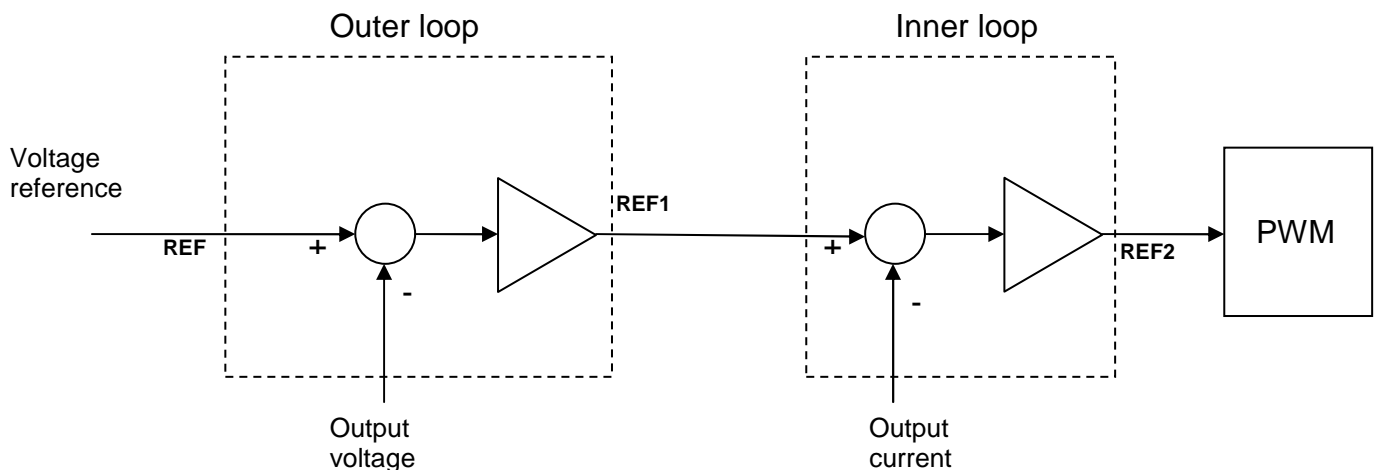 Outer loop
Inner loop
Voltage
reference
REF
+
-
REF1
+
-
REF2
PWM
Output
voltage
Output
current